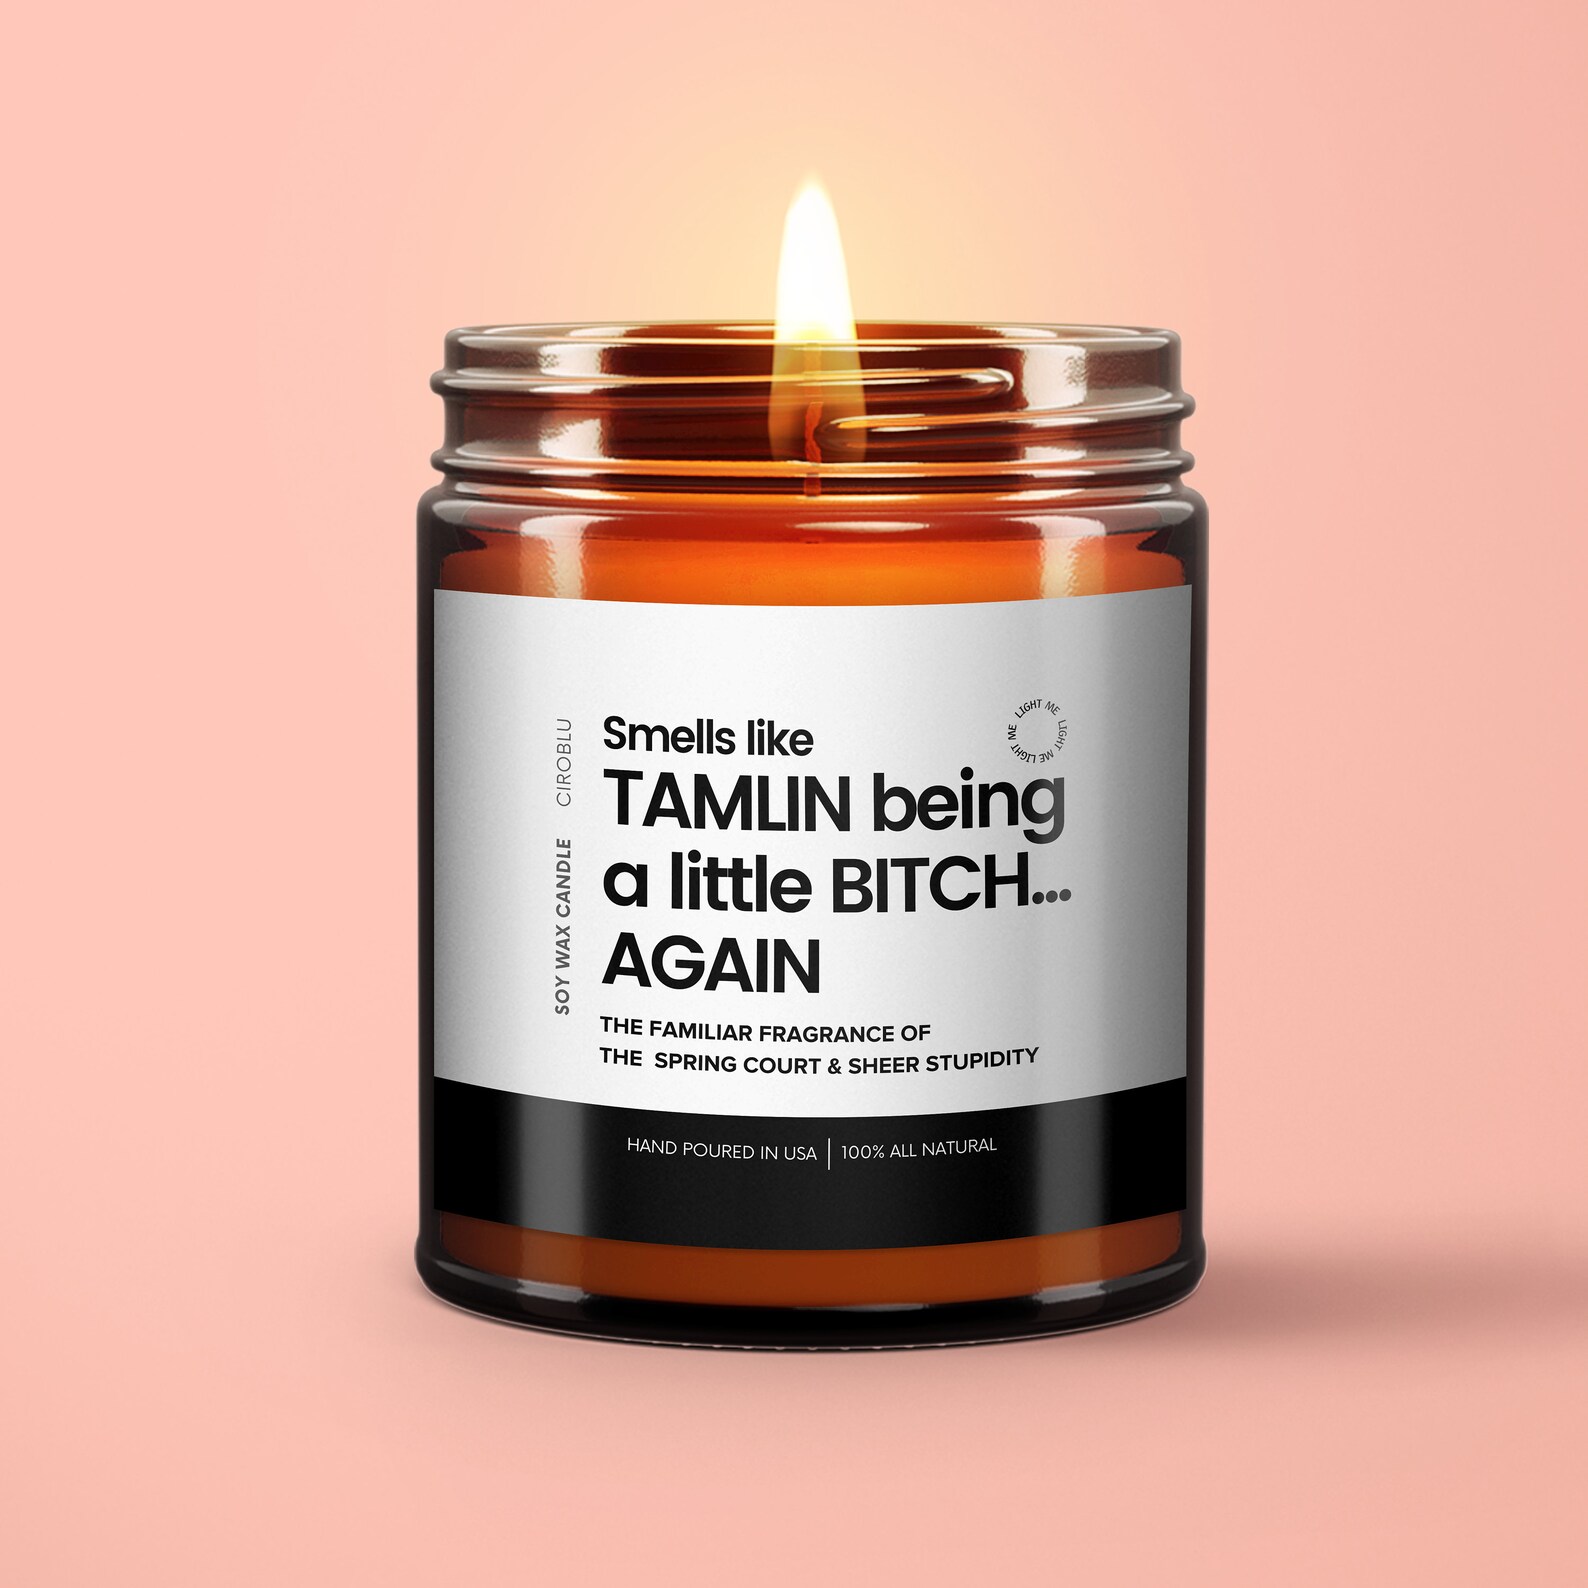 LIGHT ME LIGHT ME LIGHT ME
Smells like
TAMLIN being
a little BITCH...
AGAIN
THE FAMILIAR FRAGRANCE OF
THE  SPRING COURT & SHEER STUPIDITY
SOY WAX CANDLE CIROBLU
HAND POURED IN USA | 100% ALL NATURAL